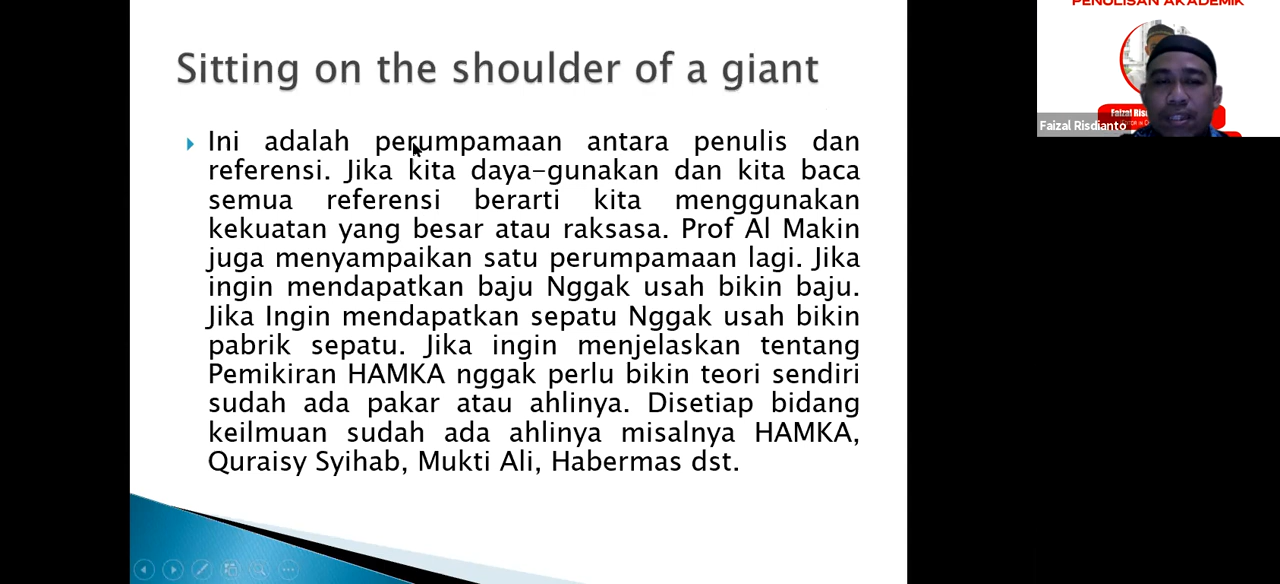 PENULISAN AKADEMIK
Sitting on the shoulder of a giant
Ini adalah perumpamaan antara penulis dan
referensi. Jika kita daya-gunakan dan kita baca
semua referensi berarti kita menggunakan
kekuatan yang besar atau raksasa. Prof Al Makin
juga menyampaikan satu perumpamaan lagi. Jika
ingin mendapatkan baju Nggak usah bikin baju.
Jika Ingin mendapatkan sepatu Nggak usah bikin
pabrik sepatu. Jika ingin menjelaskan tentang
Pemikiran HAMKA nggak perlu bikin teori sendiri
sudah ada pakar atau ahlinya. Disetiap bidang
keilmuan sudah ada ahlinya misalnya HAMKA,
Quraisy Syihab, Mukti Ali, Habermas dst.
Faizal
Faizal Risdianto